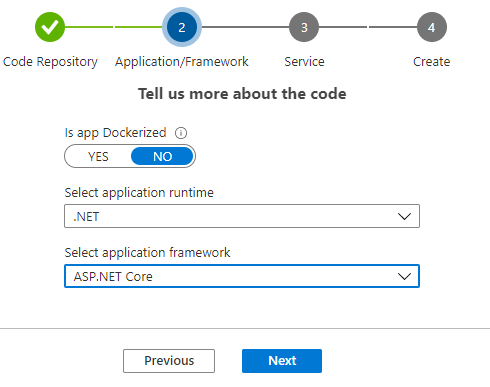 2 3 4
Code Repository Application/Framework Service Create
Tell us more about the code
Is app Dockerized
YES NO
Select application runtime
.NET
Select application framework
ASP.NET Core
Previous Next